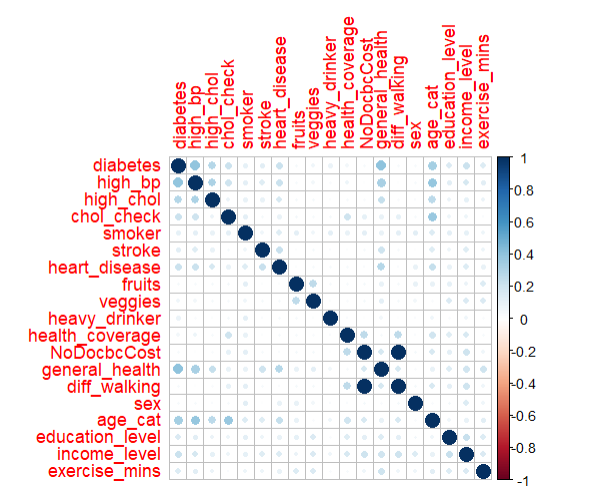 diabetes
high_bp
high_chol
chol_check
smoker
stroke
heart_disease
fruits
veggies
heavy_drinker
health_coverage
NoDocbcCost
general_health
diff_walking
sex
age_cat
education_level
income_level
exercise_mins
diabetes
high_bp
high_chol
chol_check
smoker
stroke
heart_disease
fruits
veggies
heavy_drinker
health_coverage
NoDocbcCost
general_health
diff_walking
sex
age_cat
education_level
income_level
exercise_mins
1
0.8
0.6
0.4
0.2
0
-0.2
-0.4
-0.6
-0.8
-1